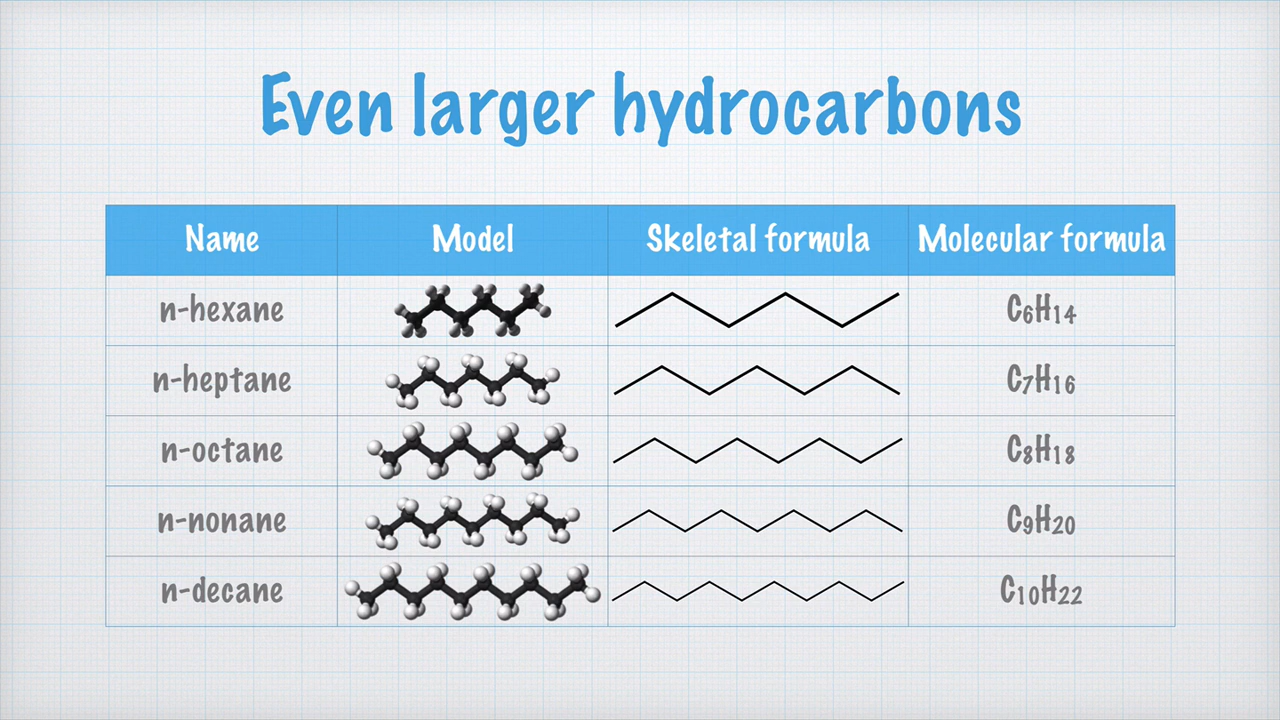 Even larger hydrocarbons
Name Model Skeletal formula Molecular formula
n-hexane C₆H₁₄
n-heptane C₇H₁₆
n-octane C₈H₁₈
n-nonane C₉H₂₀
n-decane C₁₀H₂₂